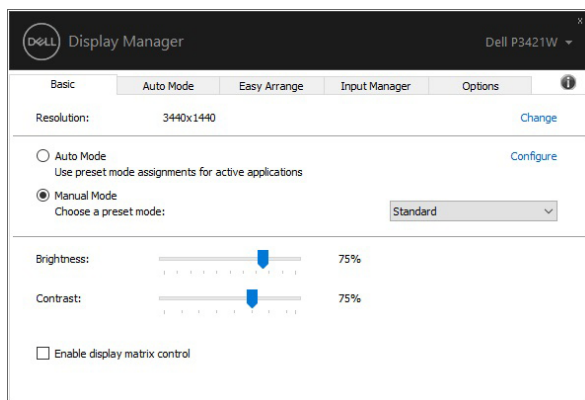 x
DELL Display Manager
Dell P3421W
Basic Auto Mode Easy Arrange Input Manager Options i
Resolution: 3440x1440 Change
Auto Mode Configure
Use preset mode assignments for active applications
Manual Mode
Choose a preset mode: Standard
Brightness: 75%
Contrast: 75%
Enable display matrix control